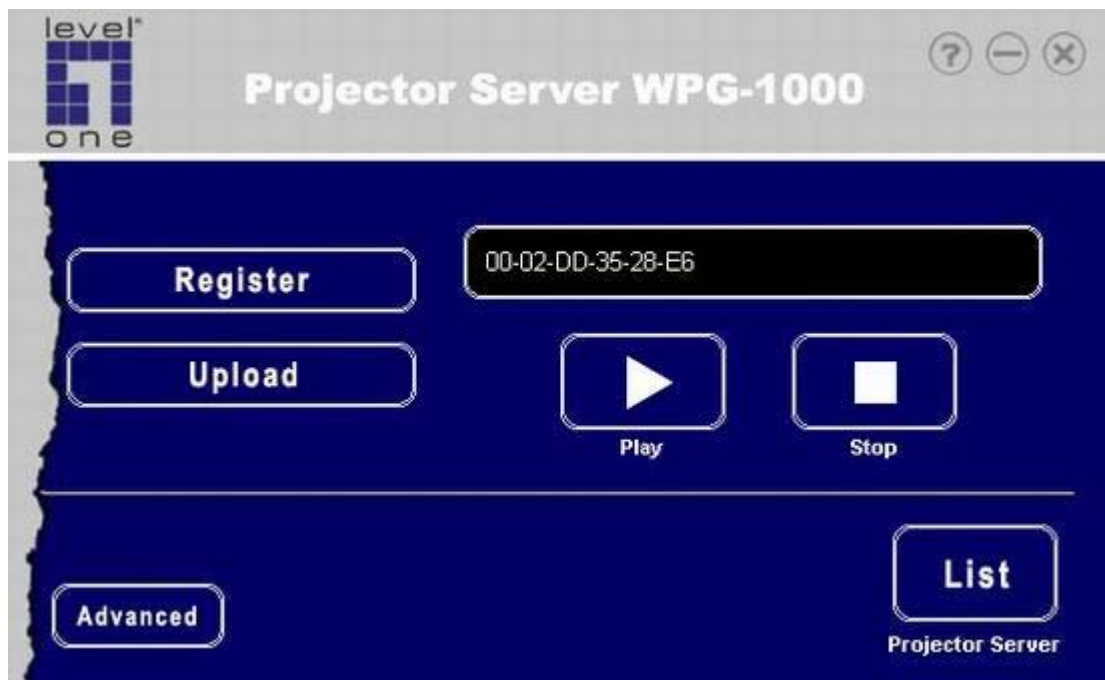 level
one
Projector Server WPG-1000
?
Register
00-02-DD-35-28-E6
Upload
Play
Stop
Advanced
List
Projector Server